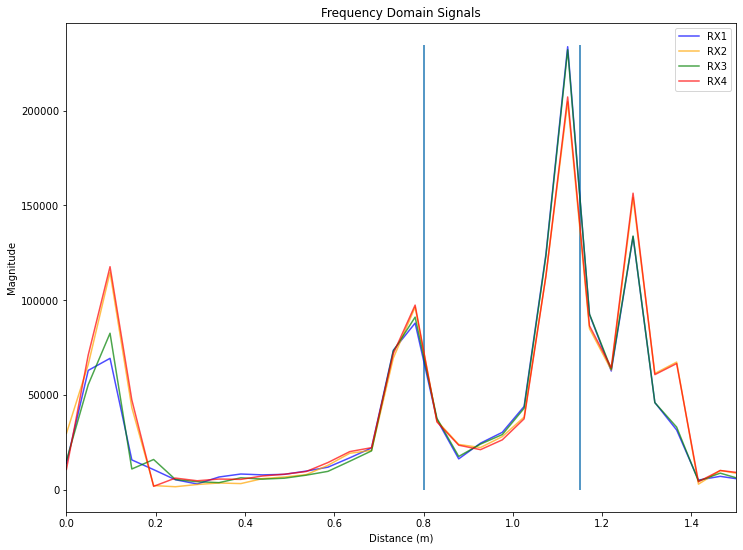 Frequency Domain Signals
RX1
RX2
RX3
RX4
Magnitude
200000
150000
100000
50000
0
0.0 0.2 0.4 0.6 0.8 1.0 1.2 1.4
Distance (m)